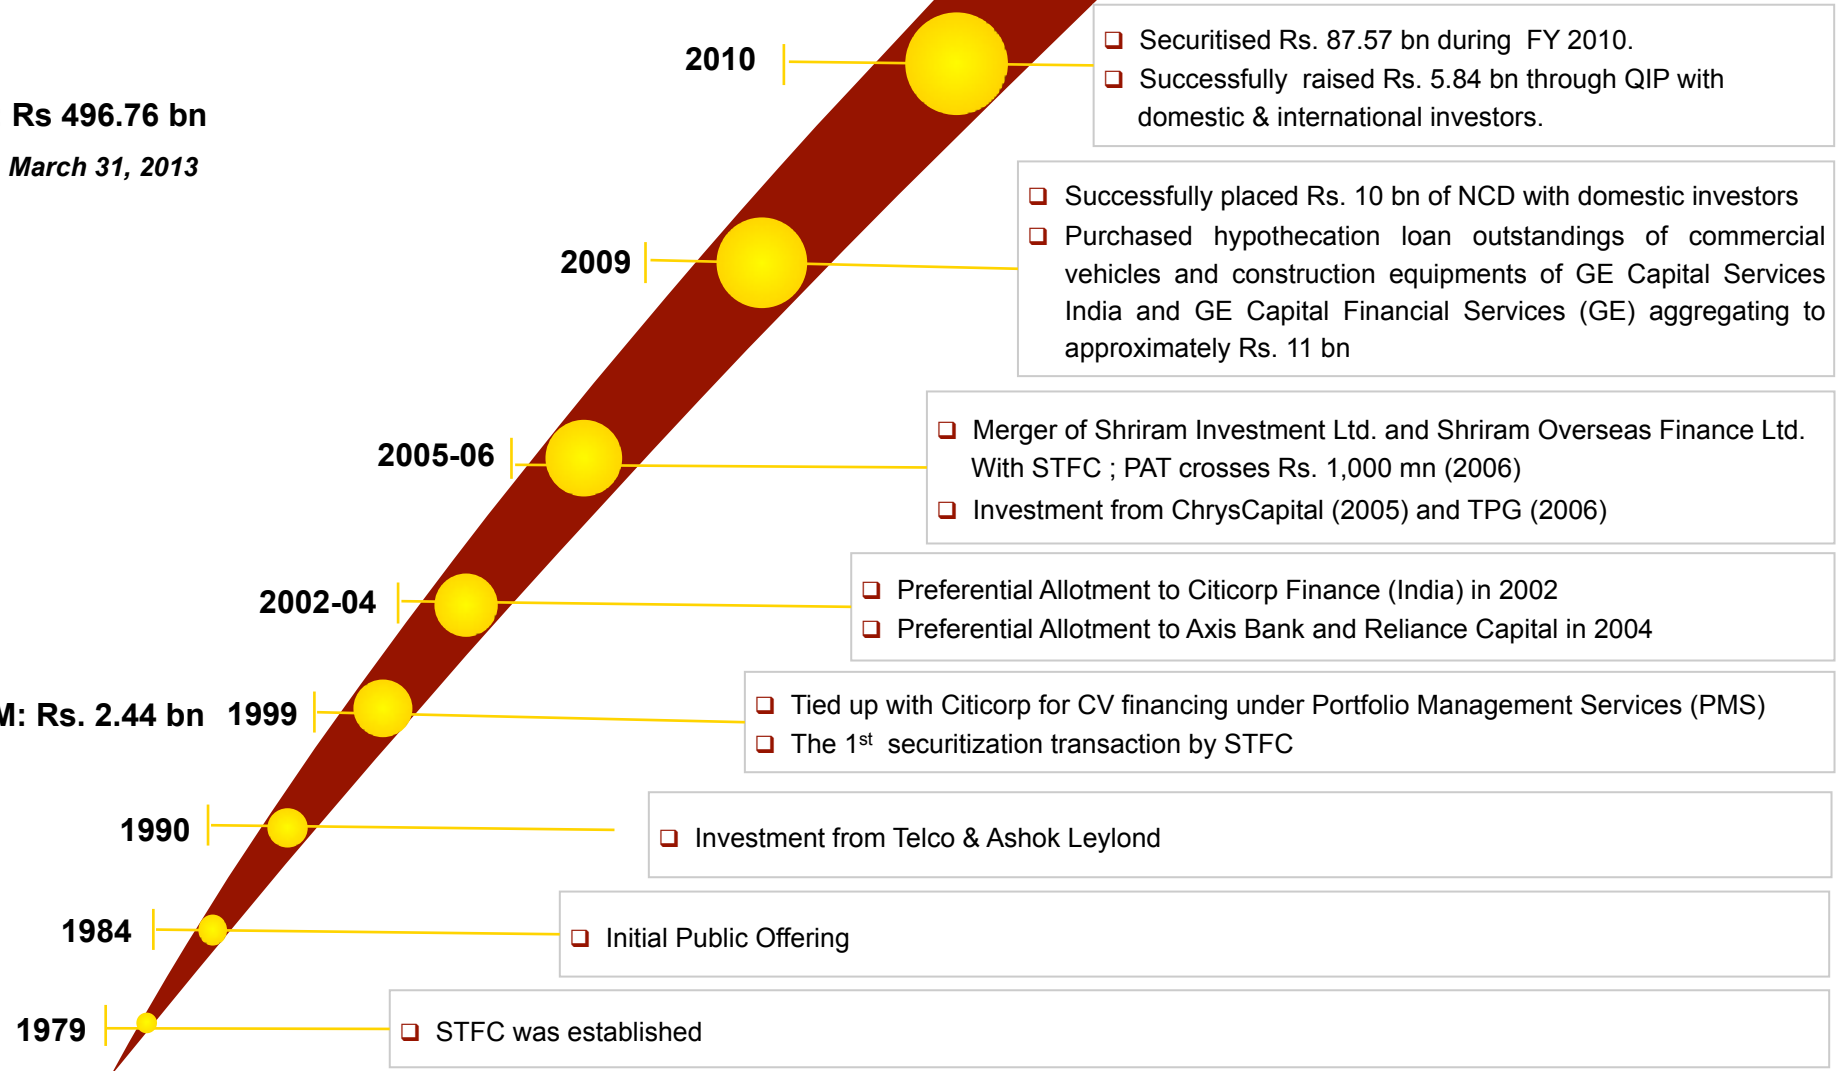 2010
❑ Securitised Rs. 87.57 bn during FY 2010.
❑ Successfully raised Rs. 5.84 bn through QIP with
domestic & international investors.
Rs 496.76 bn
March 31, 2013
2009
❑ Successfully placed Rs. 10 bn of NCD with domestic investors
❑ Purchased hypothecation loan outstandings of commercial
vehicles and construction equipments of GE Capital Services
India and GE Capital Financial Services (GE) aggregating to
approximately Rs. 11 bn
2005-06
❑ Merger of Shriram Investment Ltd. and Shriram Overseas Finance Ltd.
With STFC ; PAT crosses Rs. 1,000 mn (2006)
❑ Investment from ChrysCapital (2005) and TPG (2006)
2002-04
❑ Preferential Allotment to Citicorp Finance (India) in 2002
❑ Preferential Allotment to Axis Bank and Reliance Capital in 2004
M: Rs. 2.44 bn 1999
❑ Tied up with Citicorp for CV financing under Portfolio Management Services (PMS)
❑ The 1st securitization transaction by STFC
1990
❑ Investment from Telco & Ashok Leylond
1984
❑ Initial Public Offering
1979
❑ STFC was established